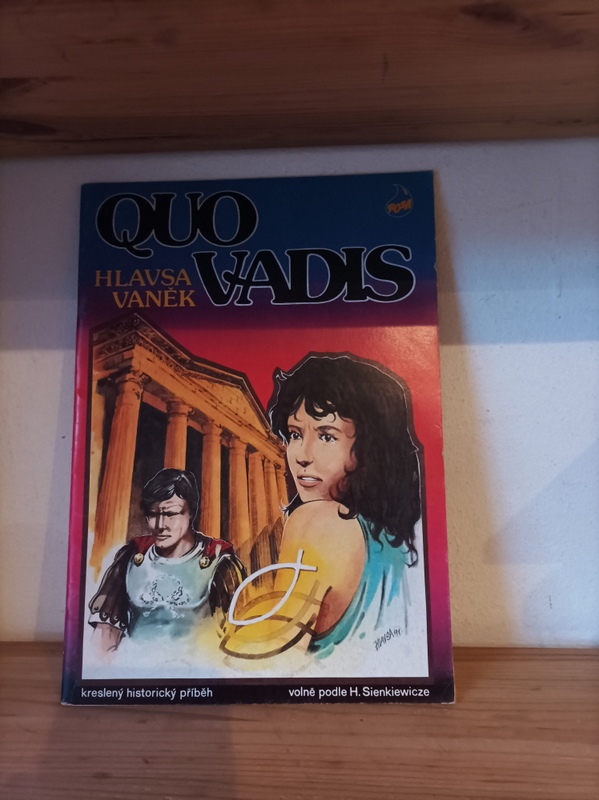 QUO
VADIS
HLAVSA
VANĚK
kreslený historický příběh
volně podle H. Sienkiewicze